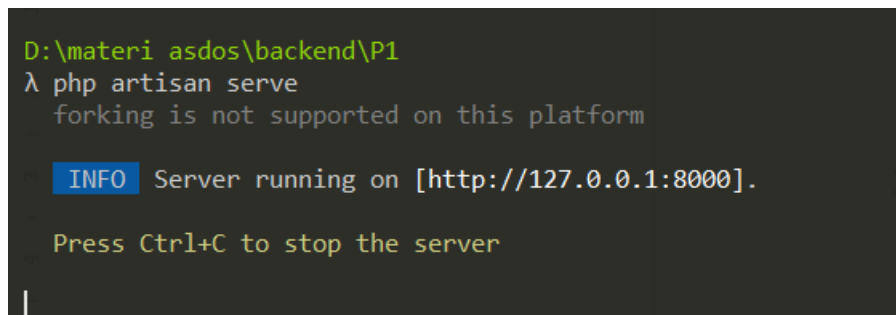 D:\materi asdos\backend\P1
λ php artisan serve
forking is not supported on this platform
INFO Server running on [http://127.0.0.1:8000].
Press Ctrl+C to stop the server